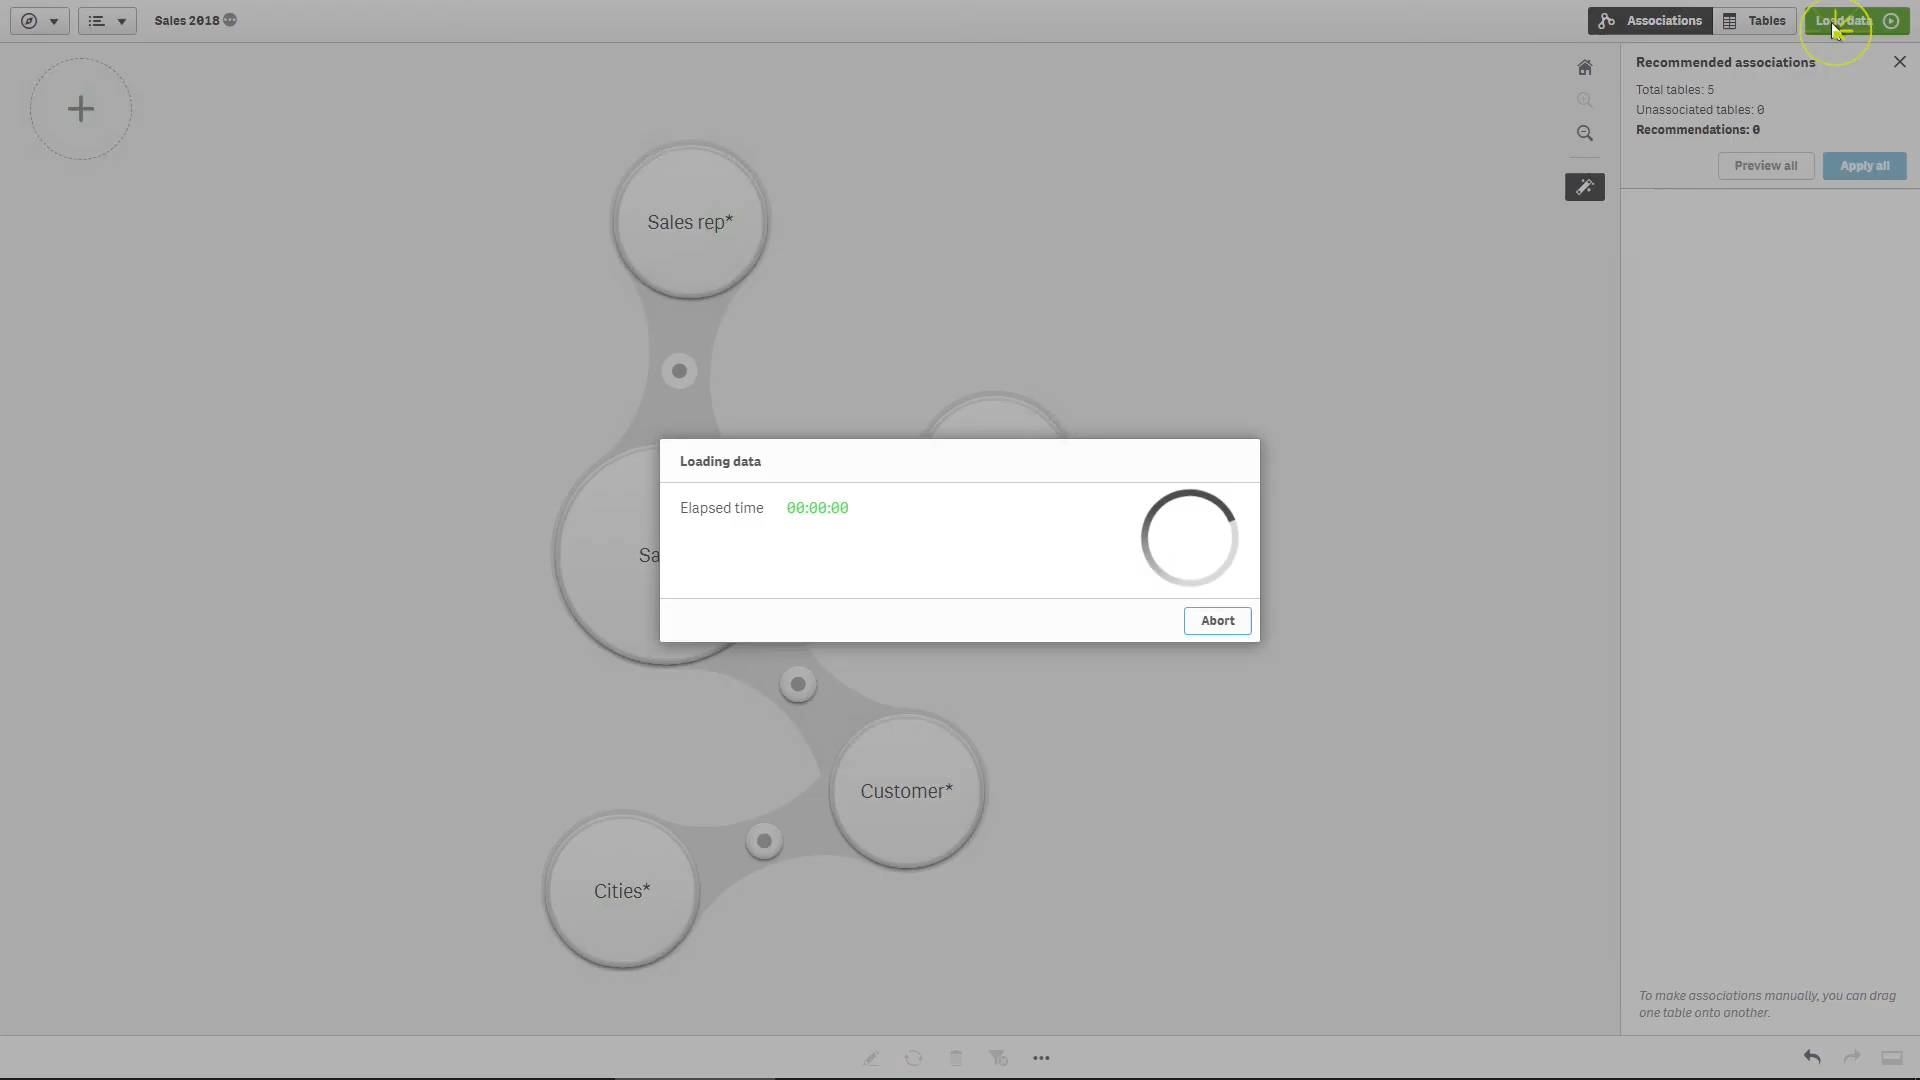 Sales 2018
Associations
Tables
Load data
Recommended associations
Total tables: 5
Unassociated tables: 0
Recommendations: 0
Preview all
Apply all
Sales rep*
Loading data
Elapsed time 00:00:00
Sa
Abort
Customer*
Cities*
To make associations manually, you can drag
one table onto another.